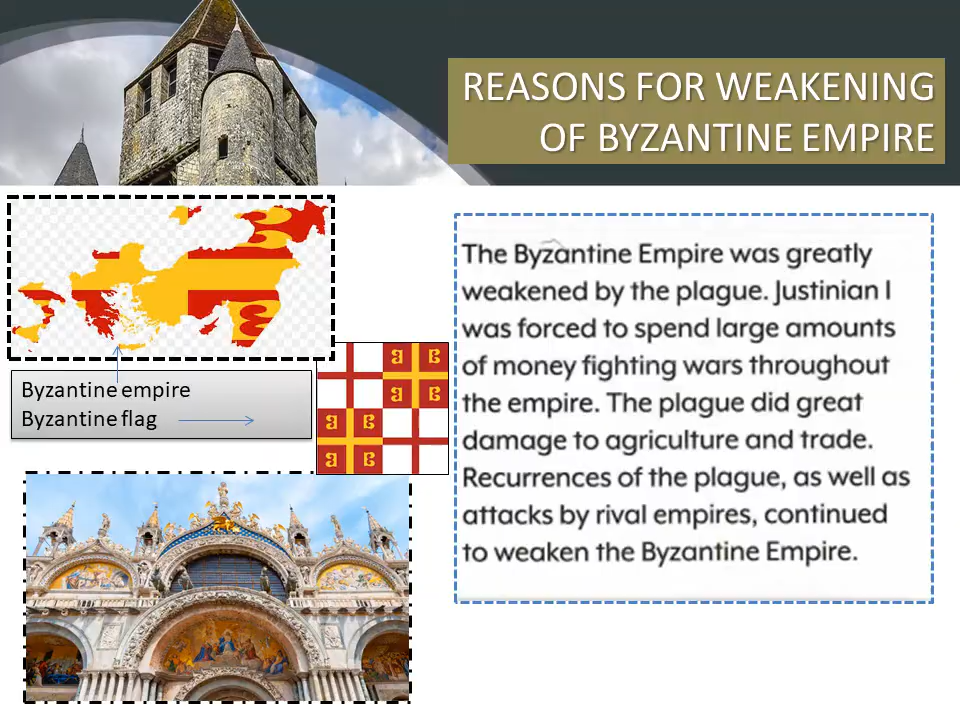 REASONS FOR WEAKENING
OF BYZANTINE EMPIRE
Byzantine empire
Byzantine flag
The Byzantine Empire was greatly
weakened by the plague. Justinian I
was forced to spend large amounts
of money fighting wars throughout
the empire. The plague did great
damage to agriculture and trade.
Recurrences of the plague, as well as
attacks by rival empires, continued
to weaken the Byzantine Empire.